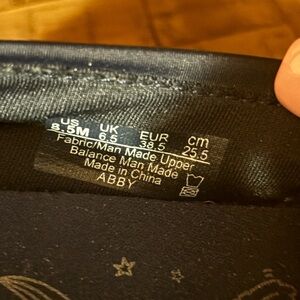 US UK EUR cm
8.5M 6.5 38.5 25.5
Fabric/Man Made Upper
Balance Man Made
Made in China
ABBY